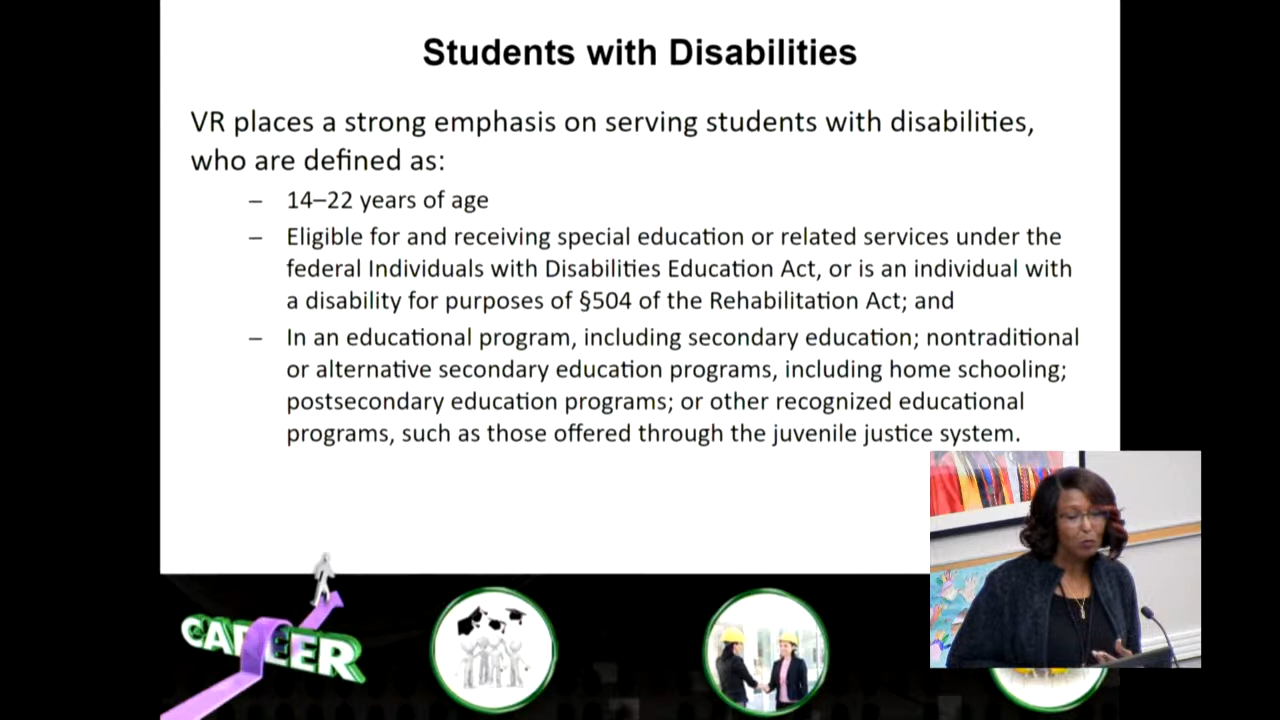 Students with Disabilities
VR places a strong emphasis on serving students with disabilities,
who are defined as:
– 14–22 years of age
– Eligible for and receiving special education or related services under the
federal Individuals with Disabilities Education Act, or is an individual with
a disability for purposes of §504 of the Rehabilitation Act; and
– In an educational program, including secondary education; nontraditional
or alternative secondary education programs, including home schooling;
postsecondary education programs; or other recognized educational
programs, such as those offered through the juvenile justice system.
CAREER